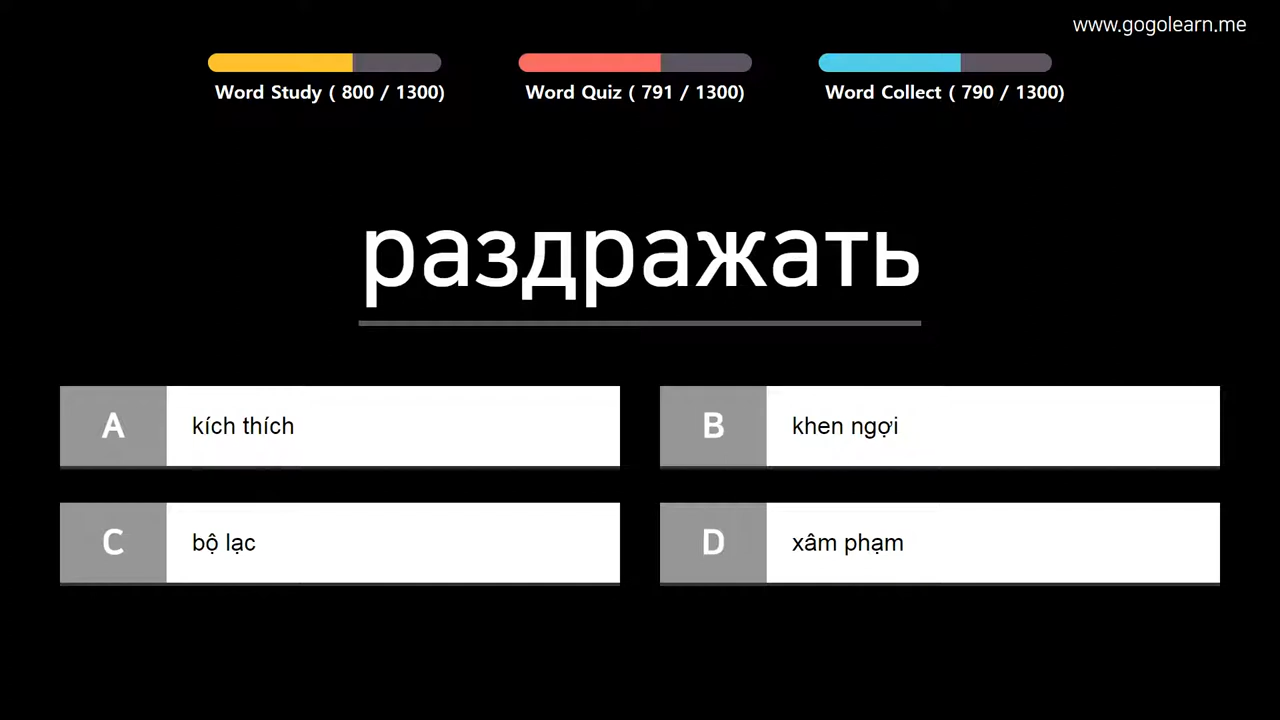 www.gogolearn.me
Word Study ( 800 / 1300)
Word Quiz ( 791 / 1300)
Word Collect ( 790 / 1300)
раздражать
A kích thích
B khen ngợi
C bộ lạc
D xâm phạm